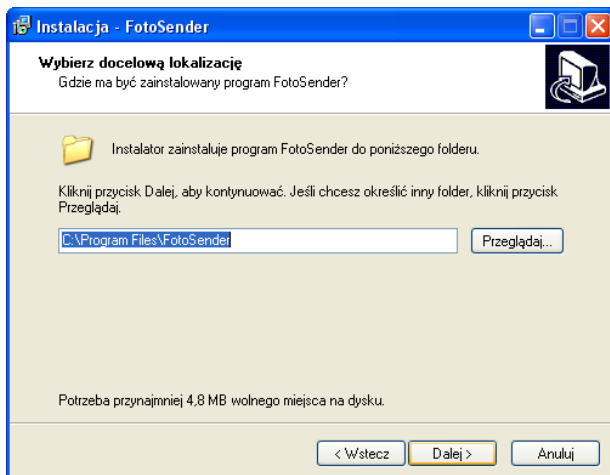 Instalacja - FotoSender
Wybierz docelową lokalizację
Gdzie ma być zainstalowany program FotoSender?
Instalator zainstaluje program FotoSender do poniższego folderu.
Kliknij przycisk Dalej, aby kontynuować. Jeśli chcesz określić inny folder, kliknij przycisk
Przeglądaj.
C:\Program Files\FotoSender
Przeglądaj...
Potrzeba przynajmniej 4,8 MB wolnego miejsca na dysku.
< Wstecz
Dalej >
Anuluj